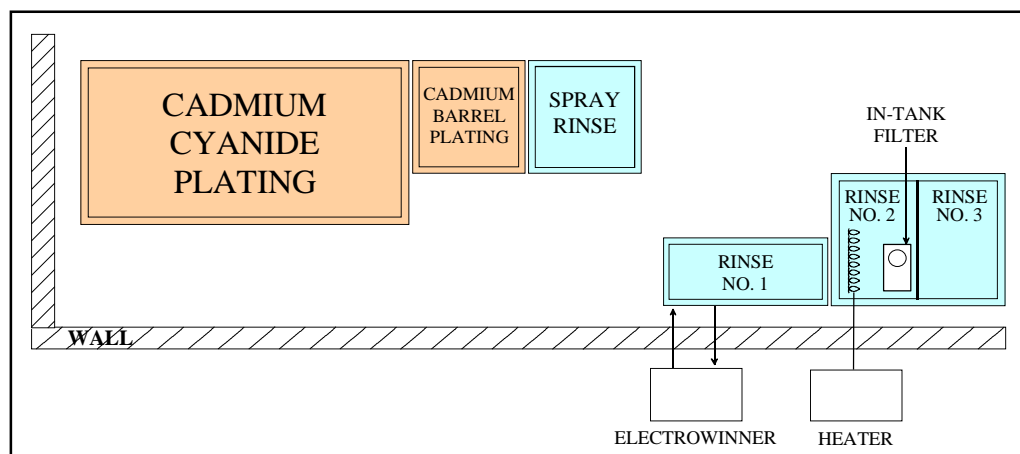 CADMIUM
CYANIDE
PLATING
CADMIUM
BARREL
PLATING
SPRAY
RINSE
IN-TANK
FILTER
RINSE
NO. 2
RINSE
NO. 3
RINSE
NO. 1
WALL
ELECTROWINNER
HEATER